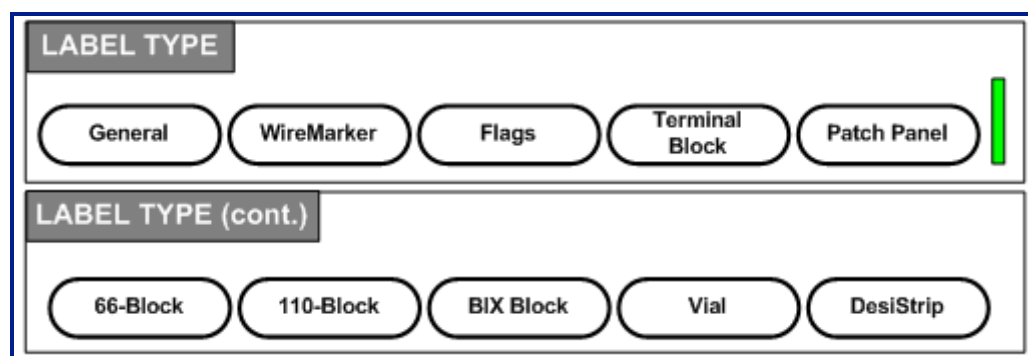 LABEL TYPE
General
WireMarker
Flags
Terminal
Block
Patch Panel
LABEL TYPE (cont.)
66-Block
110-Block
BIX Block
Vial
DesiStrip